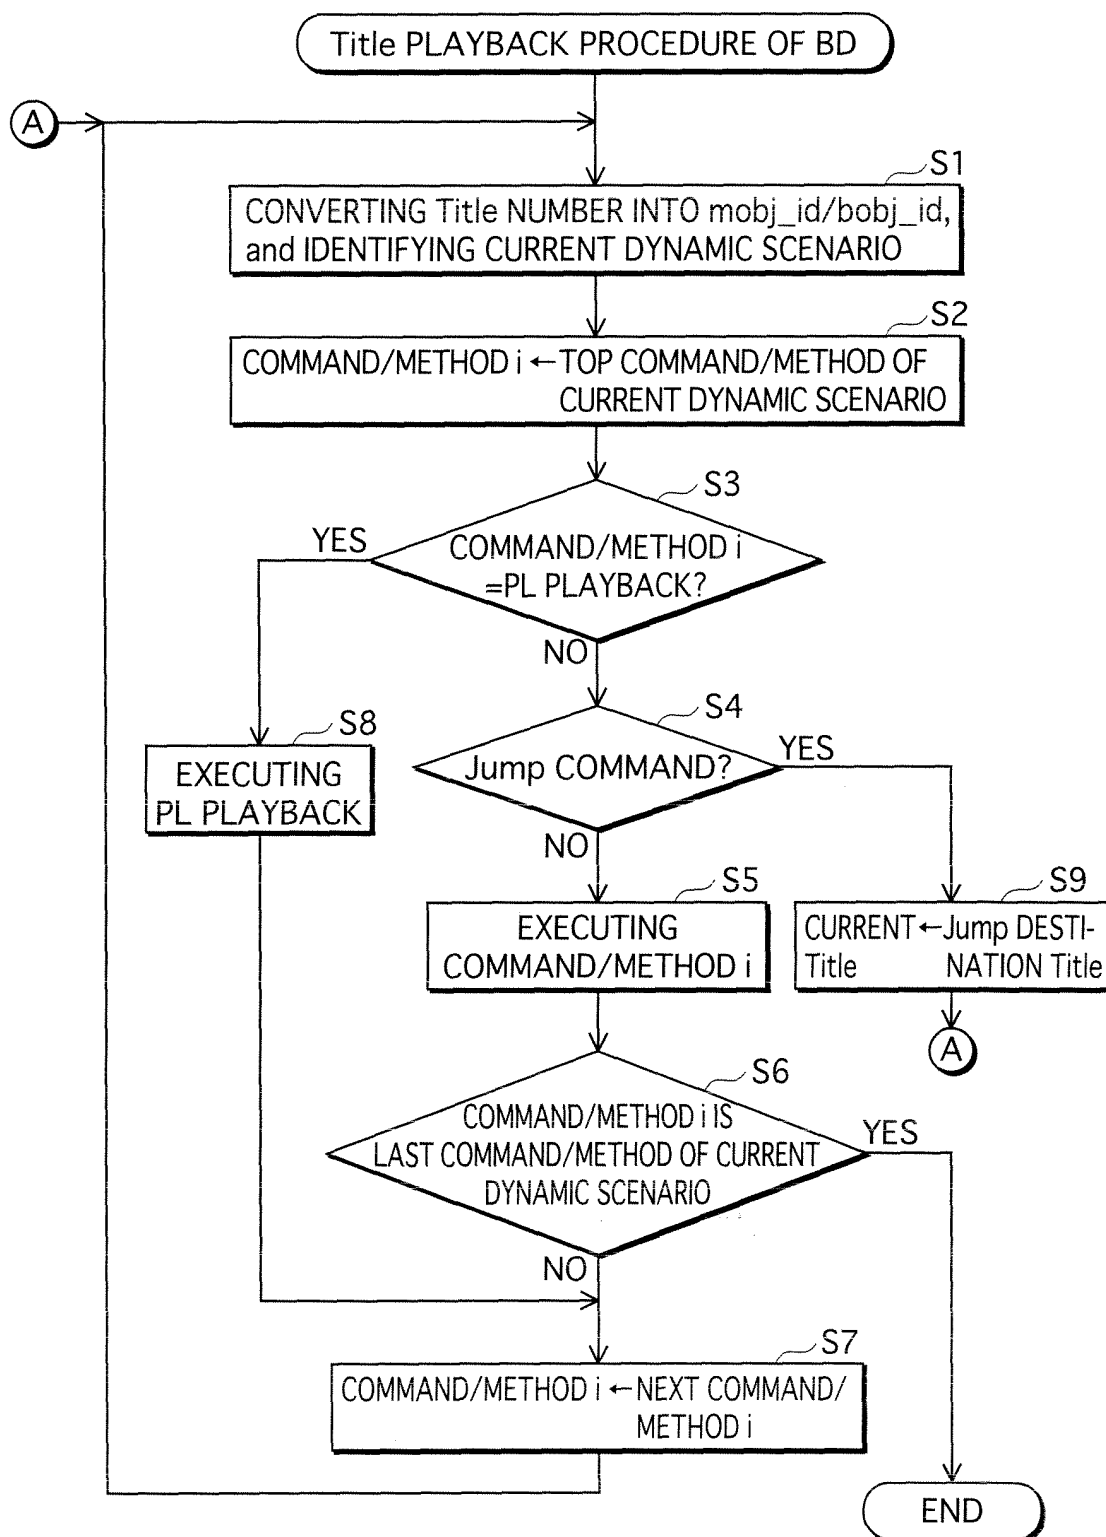 Title PLAYBACK PROCEDURE OF BD
A
S1
CONVERTING Title NUMBER INTO mobj_id/bobj_id,
and IDENTIFYING CURRENT DYNAMIC SCENARIO
S2
COMMAND/METHOD i ← TOP COMMAND/METHOD OF
CURRENT DYNAMIC SCENARIO
S3
YES
COMMAND/METHOD i
=PL PLAYBACK?
NO
S4
S8
YES
Jump COMMAND?
EXECUTING
PL PLAYBACK
NO
S5
S9
EXECUTING
COMMAND/METHOD i
CURRENT ← Jump DESTI-
Title NATION Title
A
S6
COMMAND/METHOD i IS
LAST COMMAND/METHOD OF CURRENT
DYNAMIC SCENARIO
YES
NO
S7
COMMAND/METHOD i ← NEXT COMMAND/
METHOD i
END